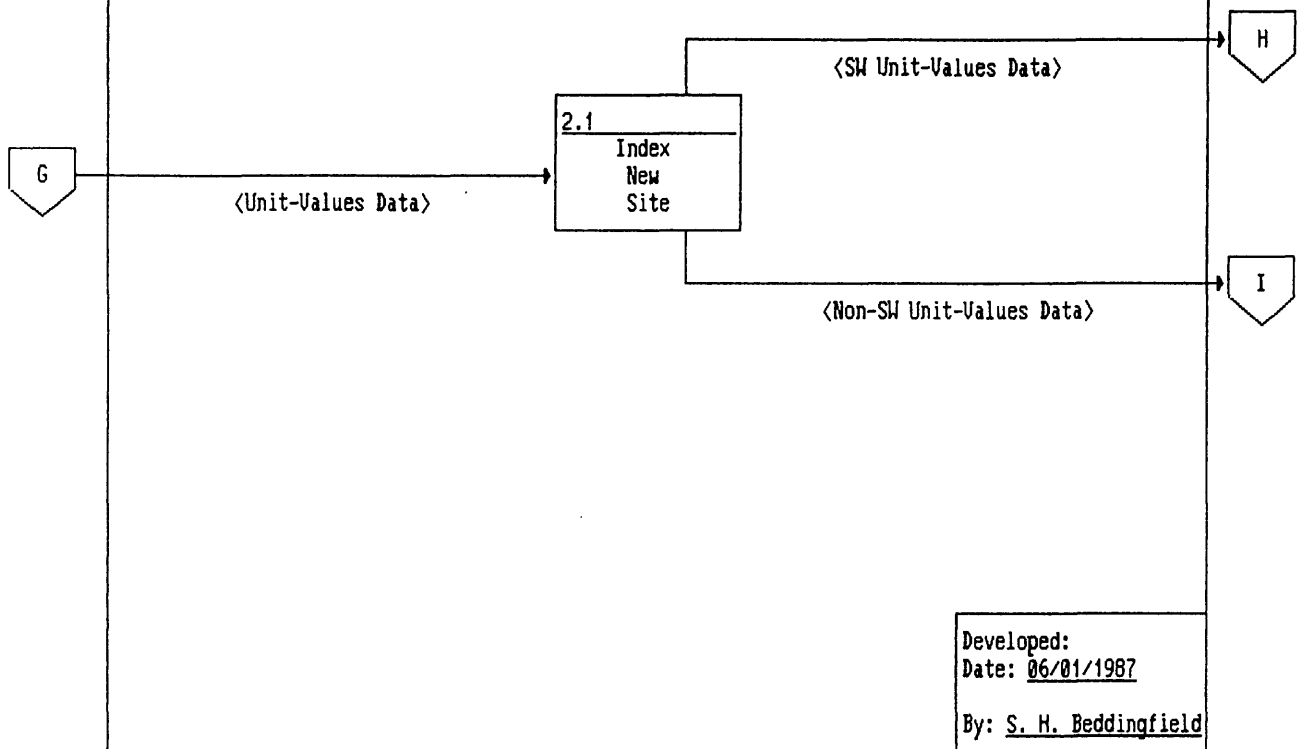 H
<SW Unit-Values Data>
2.1
Index
New
Site
G
<Unit-Values Data>
I
<Non-SW Unit-Values Data>
Developed:
Date: 06/01/1987
By: S. H. Beddingfield